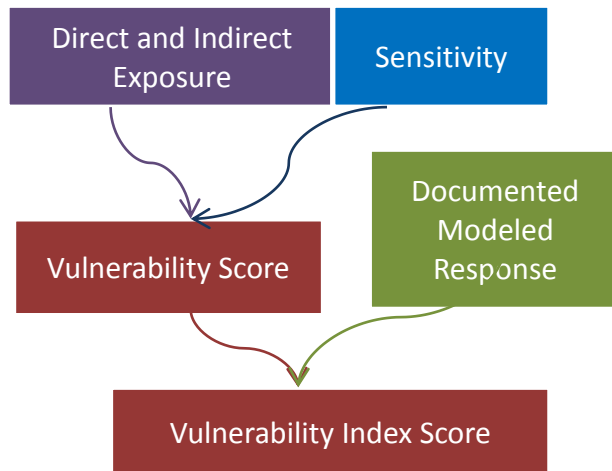 Direct and Indirect
Exposure
Sensitivity
Documented
Modeled
Response
Vulnerability Score
Vulnerability Index Score